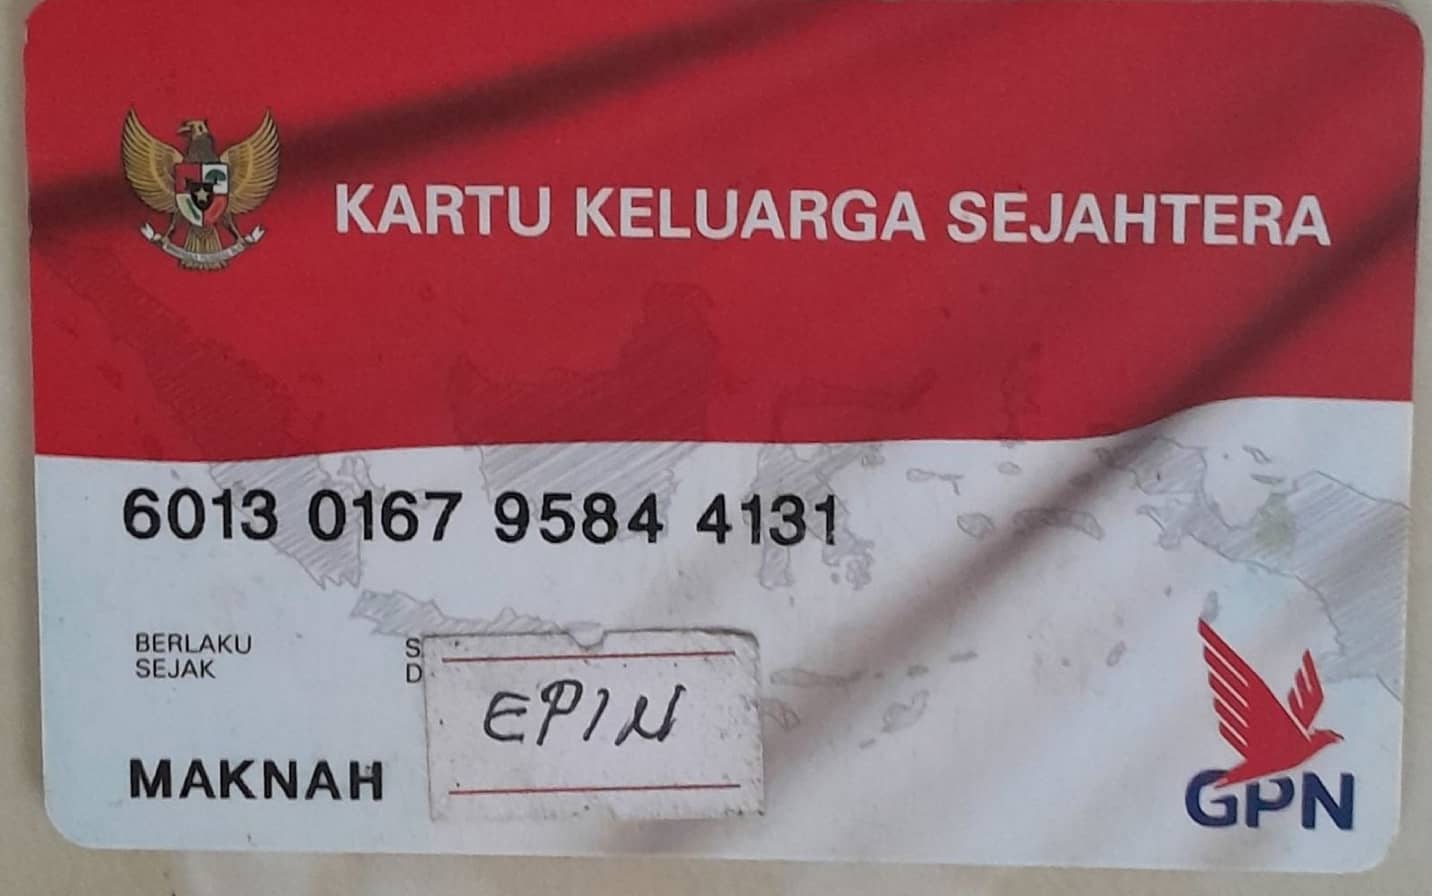 KARTU KELUARGA SEJAHTERA
6013 0167 9584 4131
BERLAKU
SEJAK
S
D
EPIN
MAKNAH
GPN